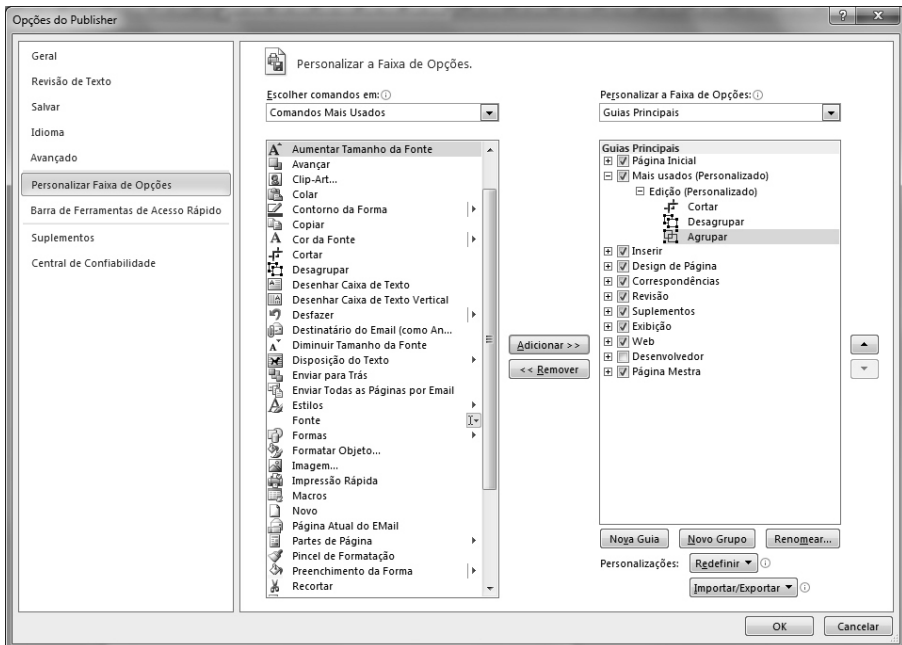 Opções do Publisher
Geral
Revisão de Texto
Salvar
Idioma
Avançado
Personalizar Faixa de Opções
Barra de Ferramentas de Acesso Rápido
Suplementos
Central de Confiabilidade
Personalizar a Faixa de Opções.
Escolher comandos em:
Comandos Mais Usados
Aumentar Tamanho da Fonte
Avançar
Clip-Art...
Colar
Contorno da Forma
Copiar
Cor da Fonte
Cortar
Desagrupar
Desenhar Caixa de Texto
Desenhar Caixa de Texto Vertical
Desfazer
Destinatário do Email (como An...
Diminuir Tamanho da Fonte
Disposição do Texto
Enviar para Trás
Enviar Todas as Páginas por Email
Estilos
Fonte
Formas
Formatar Objeto...
Imagem...
Impressão Rápida
Macros
Novo
Página Atual do EMail
Partes de Página
Pincel de Formatação
Preenchimento da Forma
Recortar
Adicionar >>
<< Remover
Personalizar a Faixa de Opções:
Guias Principais
Guias Principais
Página Inicial
Mais usados (Personalizado)
Edição (Personalizado)
Cortar
Desagrupar
Agrupar
Inserir
Design de Página
Correspondências
Revisão
Suplementos
Exibição
Web
Desenvolvedor
Página Mestra
Nova Guia
Novo Grupo
Renomear...
Personalizações:
Redefinir
Importar/Exportar
OK
Cancelar